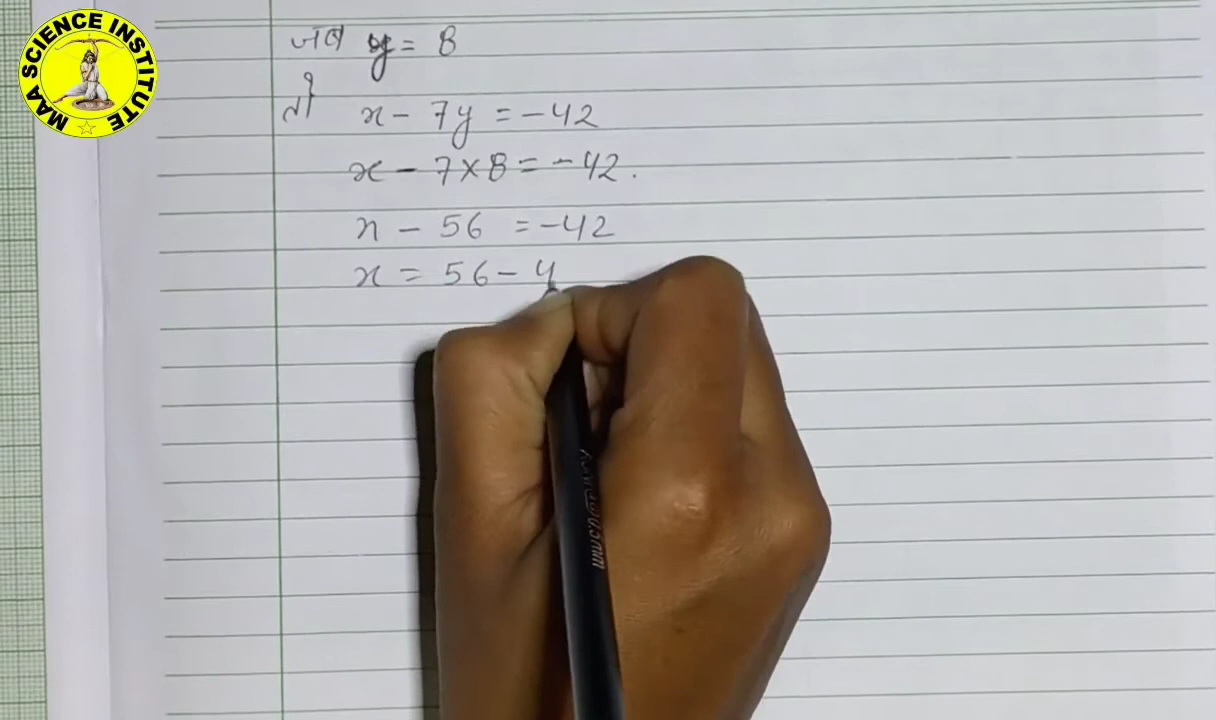 MAA SCIENCE INSTITUTE
जब y = 8
तो x - 7y = -42
x - 7×8 = -42.
x - 56 = -42
x = 56 - 4